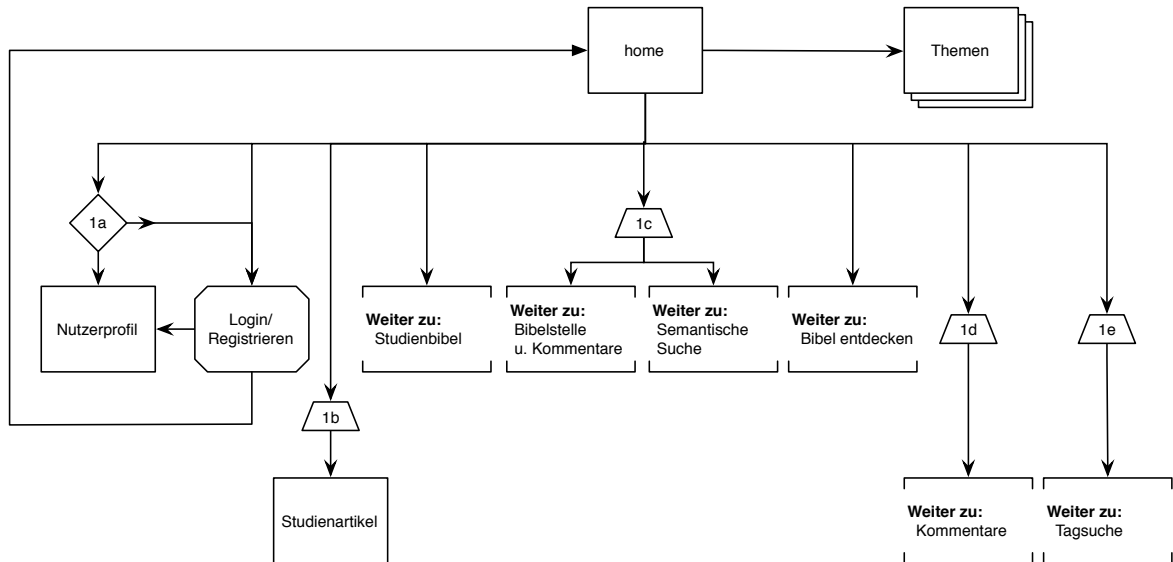 home
Themen
1a
1c
Nutzerprofil
Login/
Registrieren
Weiter zu:
Studienbibel
Weiter zu:
Bibelstelle
u. Kommentare
Weiter zu:
Semantische
Suche
Weiter zu:
Bibel entdecken
1d
1e
1b
Studienartikel
Weiter zu:
Kommentare
Weiter zu:
Tagsuche